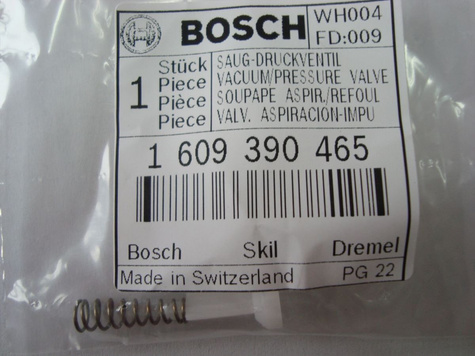 BOSCH
WH004
FD:009
1
Stück
Piece
Pièce
Piece
SAUG-DRUCKVENTIL
VACUUM/PRESSURE VALVE
SOUPAPE ASPIR./REFOUL
VALV. ASPIRACION-IMPU
1 609 390 465
Bosch Skil Dremel
Made in Switzerland PG 22